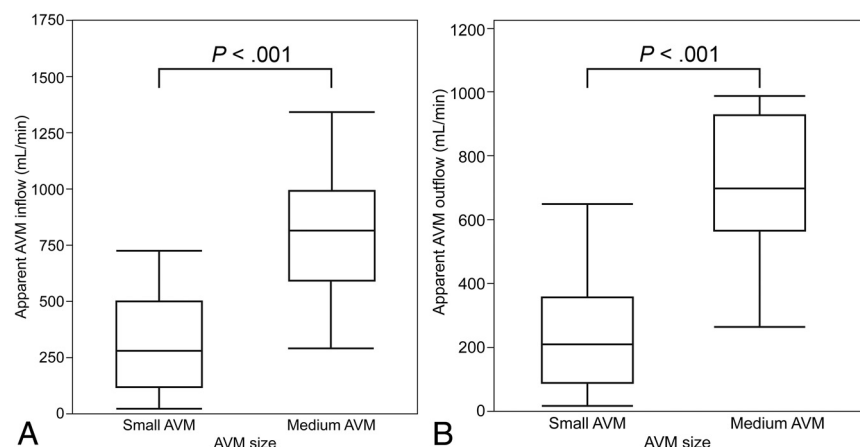 1750
1500
1250
1000
750
500
250
0
Apparent AVM inflow (mL/min)
P < .001
Small AVM Medium AVM
AVM size
A
1200
1000
800
600
400
200
0
Apparent AVM outflow (mL/min)
P < .001
Small AVM Medium AVM
AVM size
B